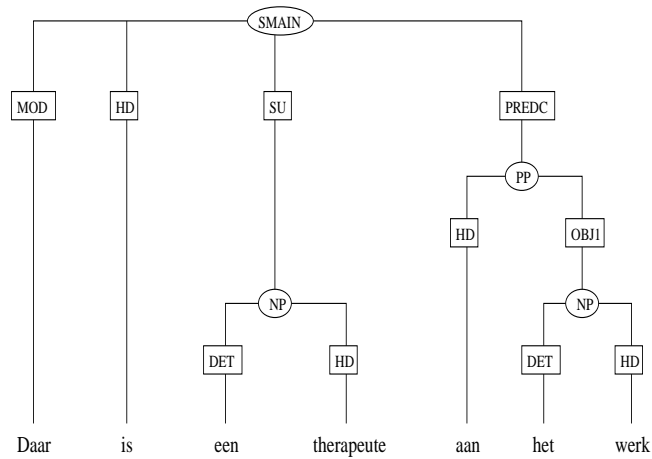 SMAIN
MOD HD SU PREDC
PP
HD OBJ1
NP NP
DET HD DET HD
Daar is een therapeute aan het werk